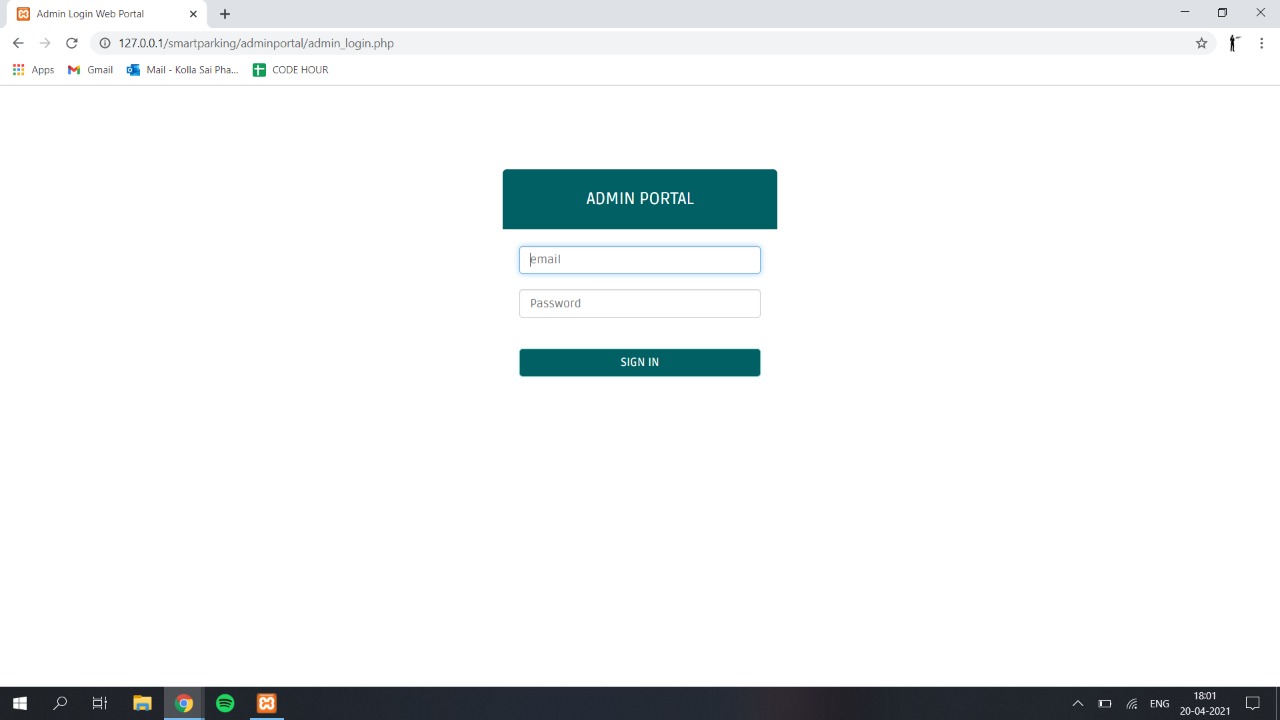 Admin Login Web Portal
127.0.0.1/smartparking/adminportal/admin_login.php
Apps Gmail Mail - Kolla Sai Pha... CODE HOUR
ADMIN PORTAL
email
Password
SIGN IN
ENG
18:01
20-04-2021